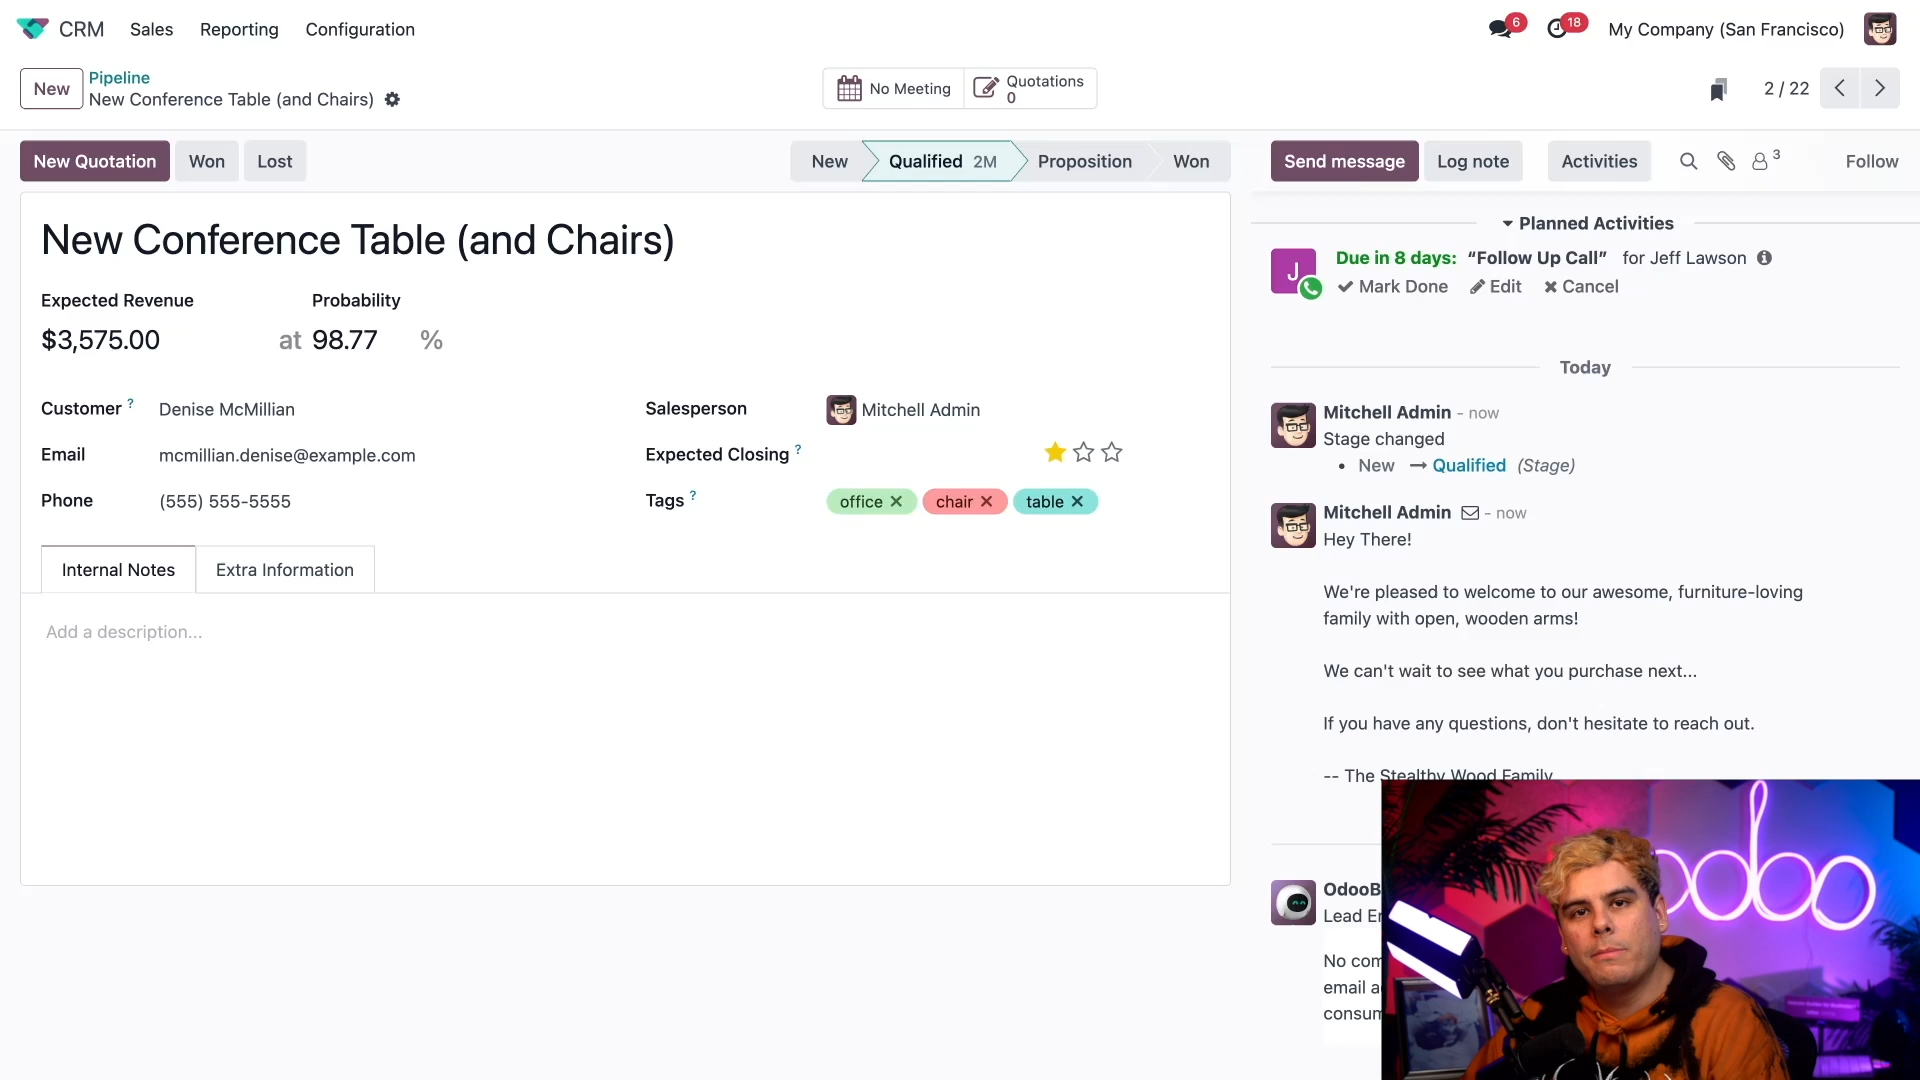 CRM Sales Reporting Configuration 6 18 My Company (San Francisco)
New Pipeline
New Conference Table (and Chairs)
No Meeting Quotations
0
2 / 22
New Quotation Won Lost New Qualified 2M Proposition Won Send message Log note Activities 3 Follow
New Conference Table (and Chairs)
Expected Revenue Probability
$3,575.00 at 98.77 %
Customer ? Denise McMillian Salesperson Mitchell Admin
Email mcmillian.denise@example.com Expected Closing ?
Phone (555) 555-5555 Tags ? office chair table
Internal Notes Extra Information
Add a description...
Planned Activities
J Due in 8 days: “Follow Up Call” for Jeff Lawson
Mark Done Edit Cancel
Today
Mitchell Admin - now
Stage changed
• New → Qualified (Stage)
Mitchell Admin - now
Hey There!
We're pleased to welcome to our awesome, furniture-loving
family with open, wooden arms!
We can't wait to see what you purchase next...
If you have any questions, don't hesitate to reach out.
-- The Stealthy Wood Family
OdooB
Lead
No com
email
consum
odoo